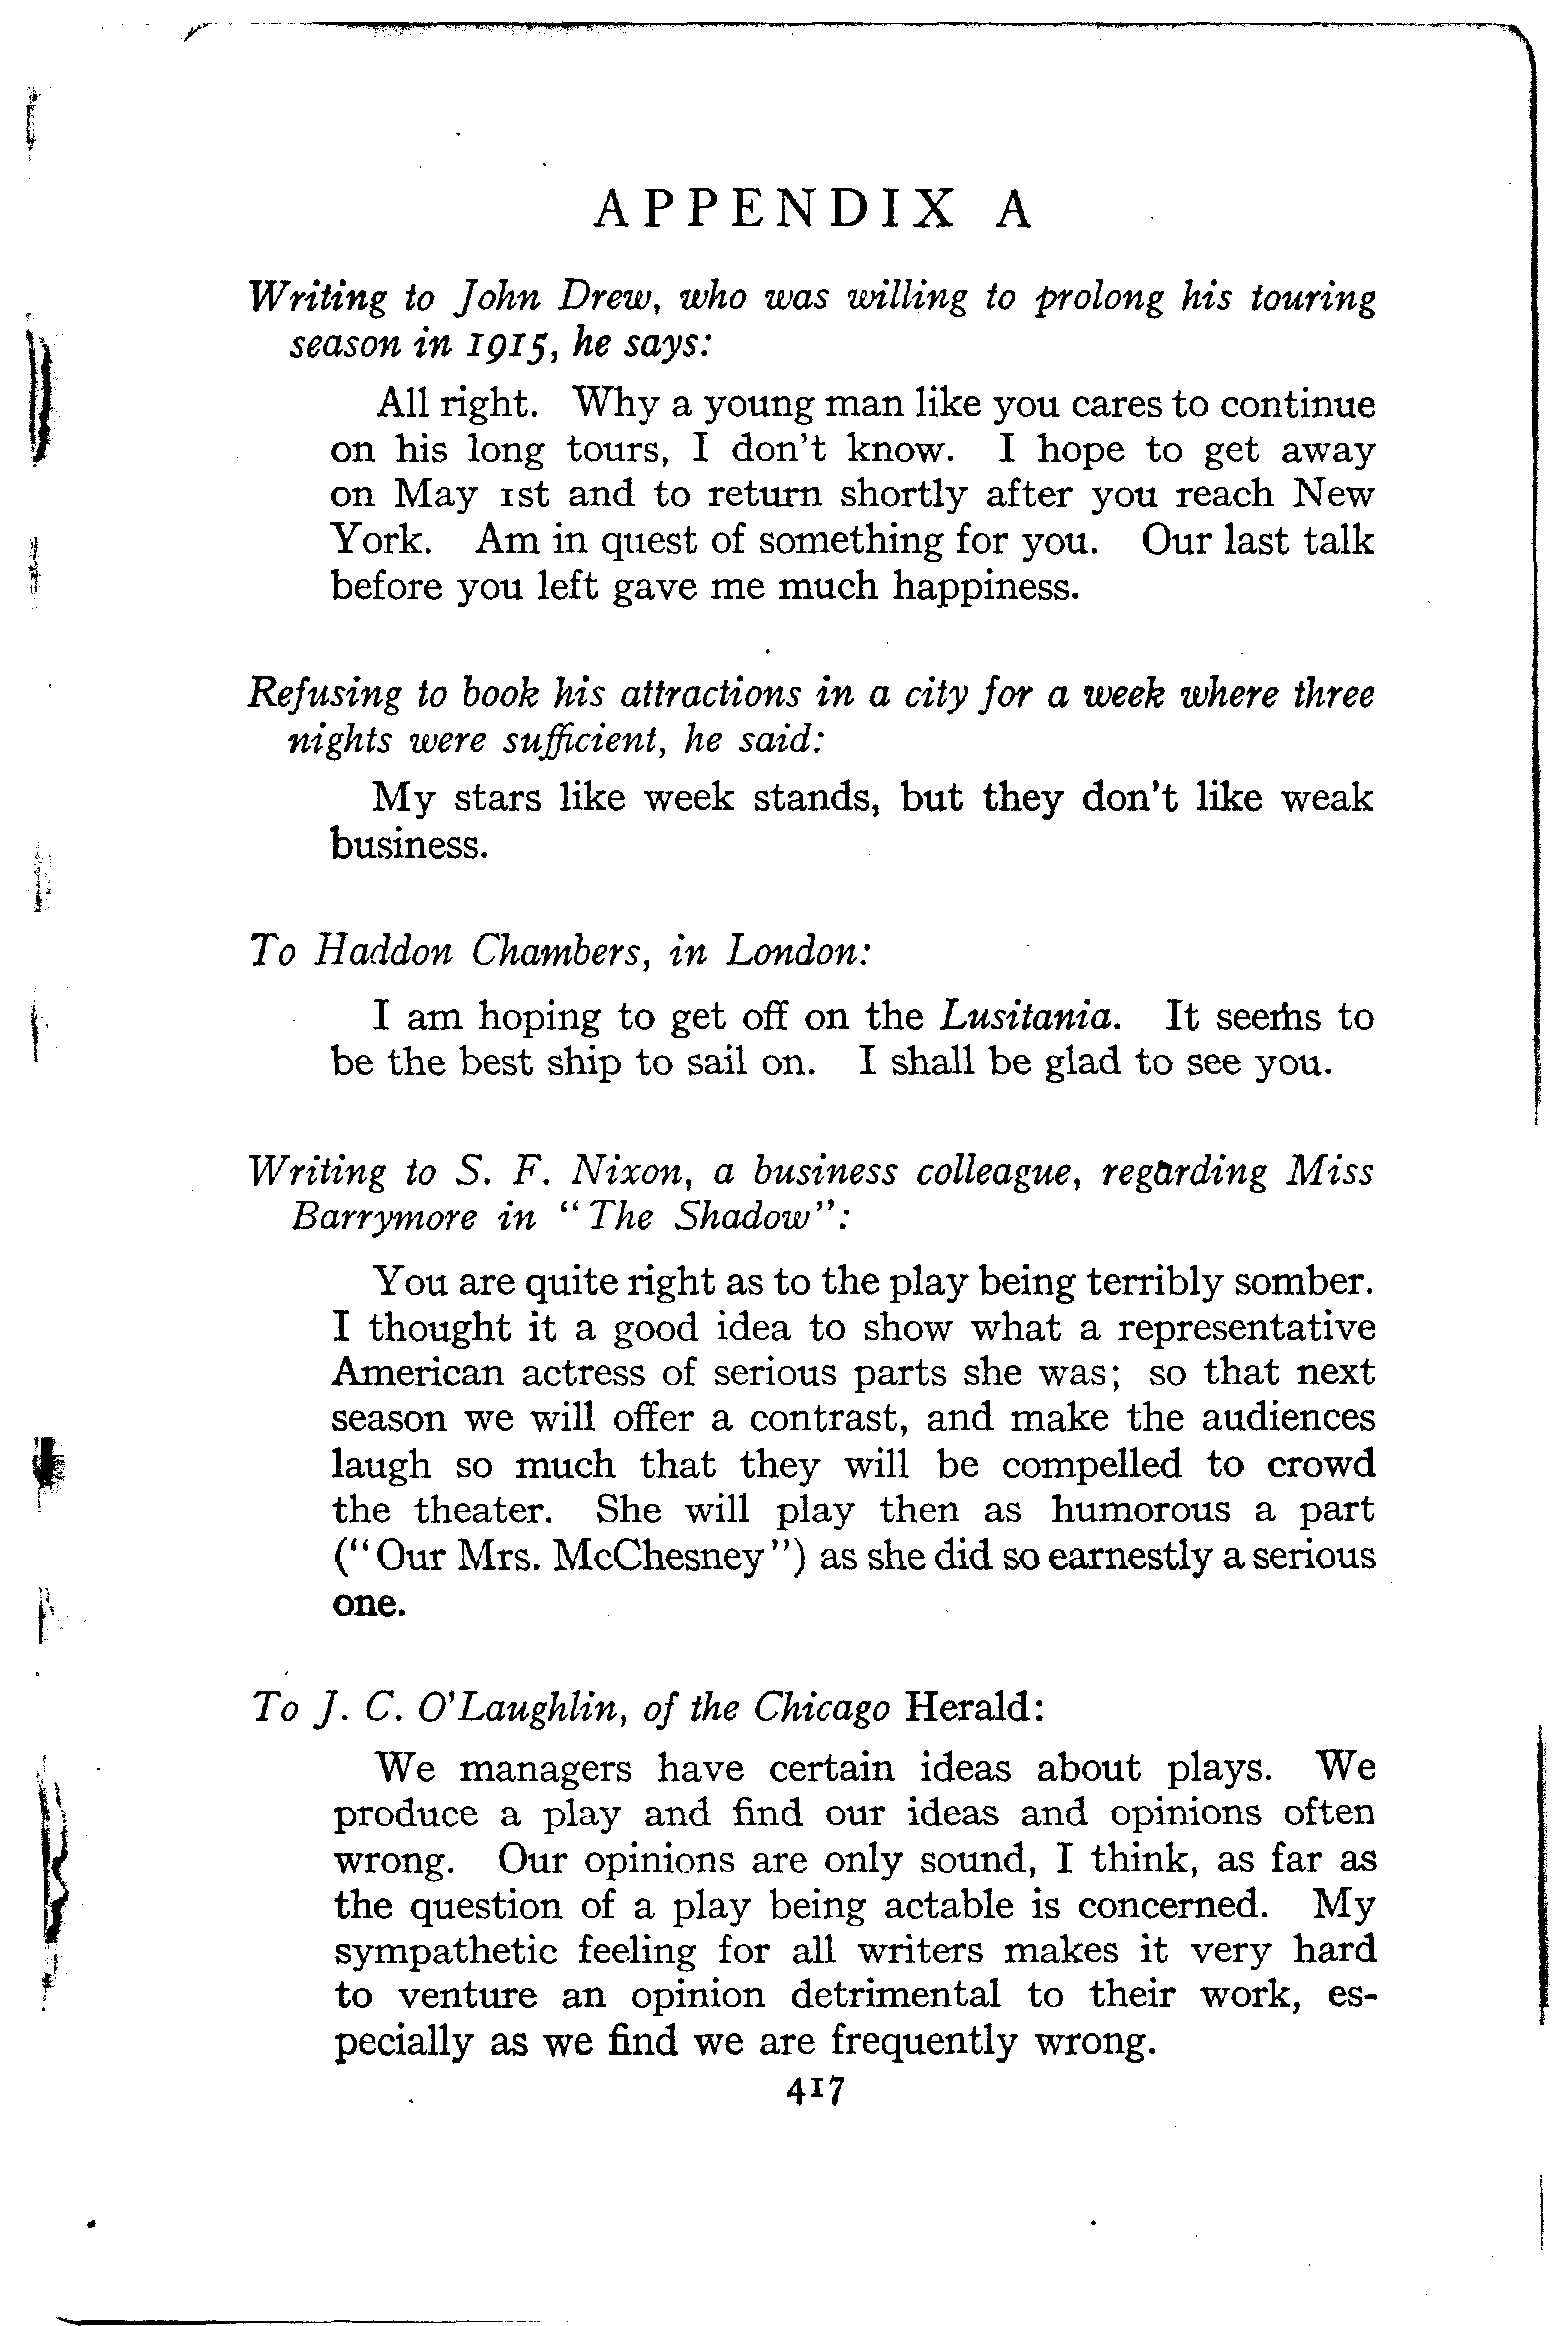 APPENDIX A
Writing to John Drew, who was willing to prolong his touring
season in 1915, he says:
All right. Why a young man like you cares to continue
on his long tours, I don't know. I hope to get away
on May 1st and to return shortly after you reach New
York. Am in quest of something for you. Our last talk
before you left gave me much happiness.
Refusing to book his attractions in a city for a week where three
nights were sufficient, he said:
My stars like week stands, but they don't like weak
business.
To Haddon Chambers, in London:
I am hoping to get off on the Lusitania. It seems to
be the best ship to sail on. I shall be glad to see you.
Writing to S. F. Nixon, a business colleague, regarding Miss
Barrymore in "The Shadow":
You are quite right as to the play being terribly somber.
I thought it a good idea to show what a representative
American actress of serious parts she was; so that next
season we will offer a contrast, and make the audiences
laugh so much that they will be compelled to crowd
the theater. She will play then as humorous a part
("Our Mrs. McChesney") as she did so earnestly a serious
one.
To J. C. O'Laughlin, of the Chicago Herald:
We managers have certain ideas about plays. We
produce a play and find our ideas and opinions often
wrong. Our opinions are only sound, I think, as far as
the question of a play being actable is concerned. My
sympathetic feeling for all writers makes it very hard
to venture an opinion detrimental to their work, es-
pecially as we find we are frequently wrong.
417